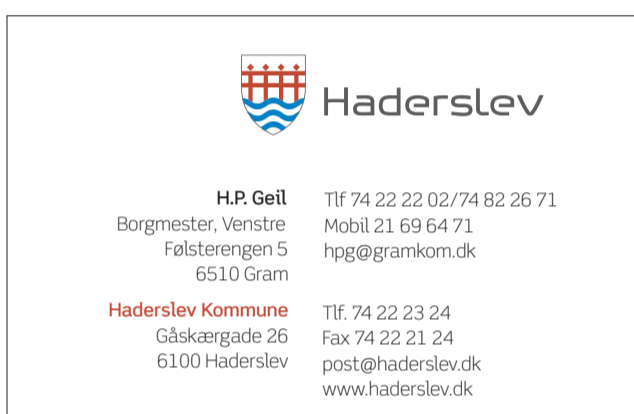 Haderslev
H.P. Geil
Borgmester, Venstre
Følsterengen 5
6510 Gram
Tlf 74 22 22 02/74 82 26 71
Mobil 21 69 64 71
hpg@gramkom.dk
Haderslev Kommune
Gåskærgade 26
6100 Haderslev
Tlf. 74 22 23 24
Fax 74 22 21 24
post@haderslev.dk
www.haderslev.dk